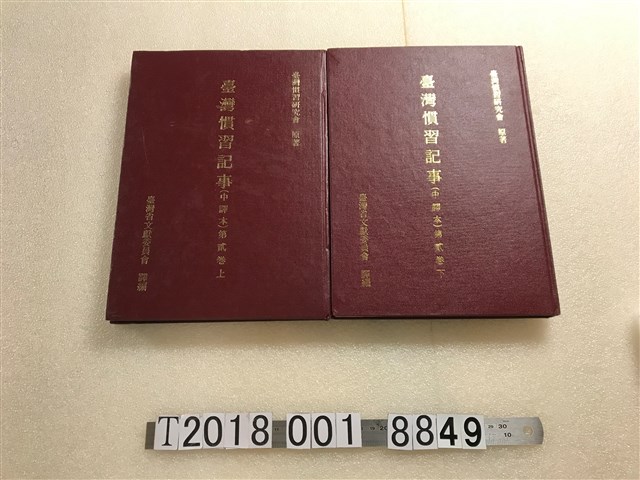 臺灣慣習研究會 原著
臺灣慣習記事(中譯本)第貳卷上
臺灣省文獻委員會 譯編
臺灣慣習研究會 原著
臺灣慣習記事(中譯本)第貳卷下
臺灣省文獻委員會 譯編
T2018 001 8849
30
10